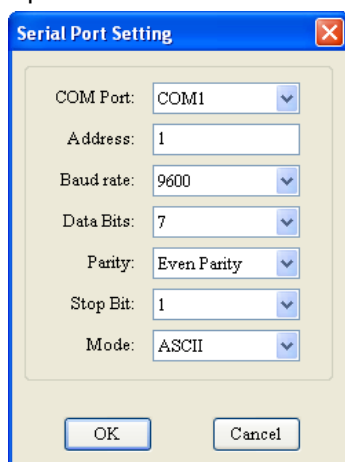 Serial Port Setting
COM Port: COM1
Address: 1
Baud rate: 9600
Data Bits: 7
Parity: Even Parity
Stop Bit: 1
Mode: ASCII
OK Cancel